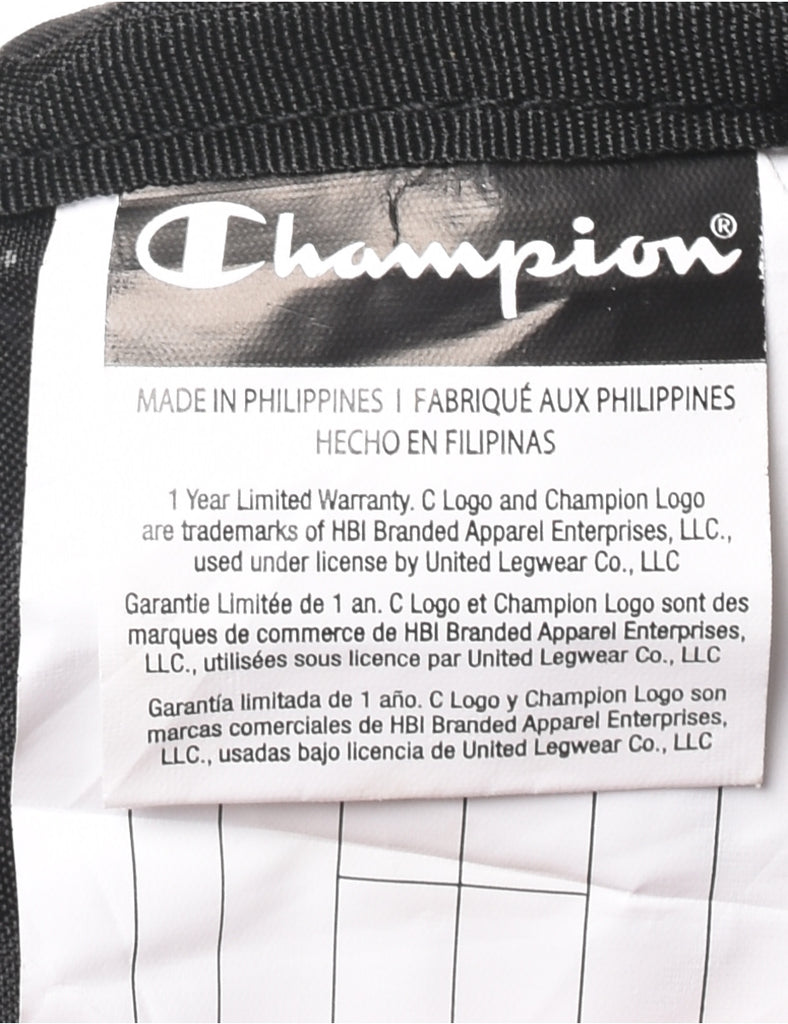 Champion®
MADE IN PHILIPPINES I FABRIQUÉ AUX PHILIPPINES
HECHO EN FILIPINAS
1 Year Limited Warranty. C Logo and Champion Logo
are trademarks of HBI Branded Apparel Enterprises, LLC.,
used under license by United Legwear Co., LLC
Garantie Limitée de 1 an. C Logo et Champion Logo sont des
marques de commerce de HBI Branded Apparel Enterprises,
LLC., utilisées sous licence par United Legwear Co., LLC
Garantía limitada de 1 año. C Logo y Champion Logo son
marcas comerciales de HBI Branded Apparel Enterprises,
LLC., usadas bajo licencia de United Legwear Co., LLC